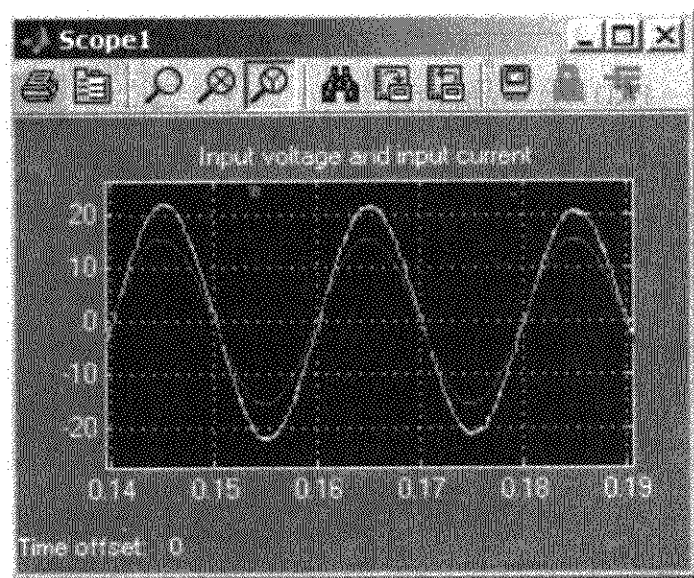 Scope1
Input voltage and input current
20
10
0
-10
-20
0.14 0.15 0.16 0.17 0.18 0.19
Time offset: 0